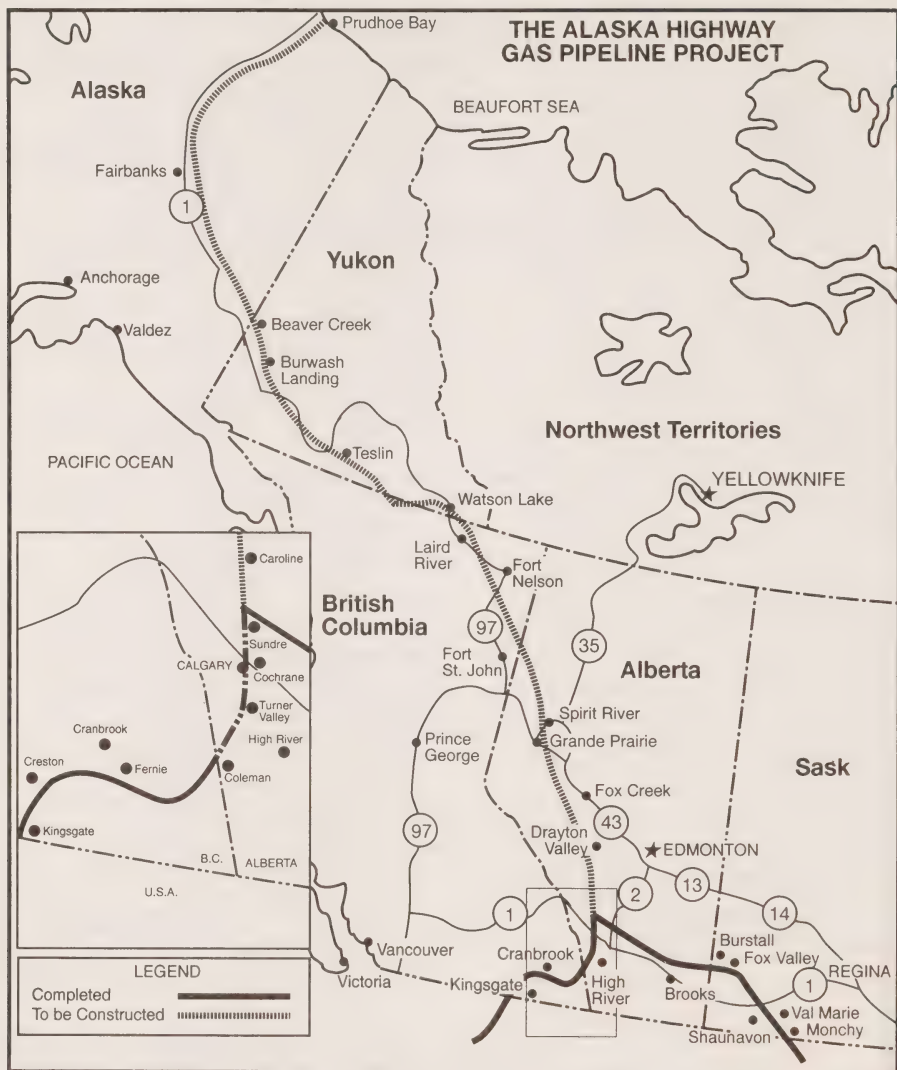 THE ALASKA HIGHWAY
GAS PIPELINE PROJECT
Prudhoe Bay
Alaska
BEAUFORT SEA
Fairbanks
1
Yukon
Anchorage
Valdez
Beaver Creek
Burwash
Landing
Northwest Territories
Teslin
PACIFIC OCEAN
YELLOWKNIFE
Watson Lake
Laird
River
Fort
Nelson
British
Columbia
97
35
Fort
St. John
Alberta
Spirit River
Prince
George
Grande Prairie
Sask
Fox Creek
97
43
Drayton
Valley
EDMONTON
2
13
14
1
Vancouver
Victoria
Cranbrook
Kingsgate
High
River
Brooks
Burstall
Fox Valley
REGINA
1
Val Marie
Monchy
Shaunavon
Caroline
Sundre
CALGARY
Cochrane
Turner
Valley
Cranbrook
High River
Creston
Fernie
Coleman
Kingsgate
B.C.
ALBERTA
U.S.A.
LEGEND
Completed
To be Constructed